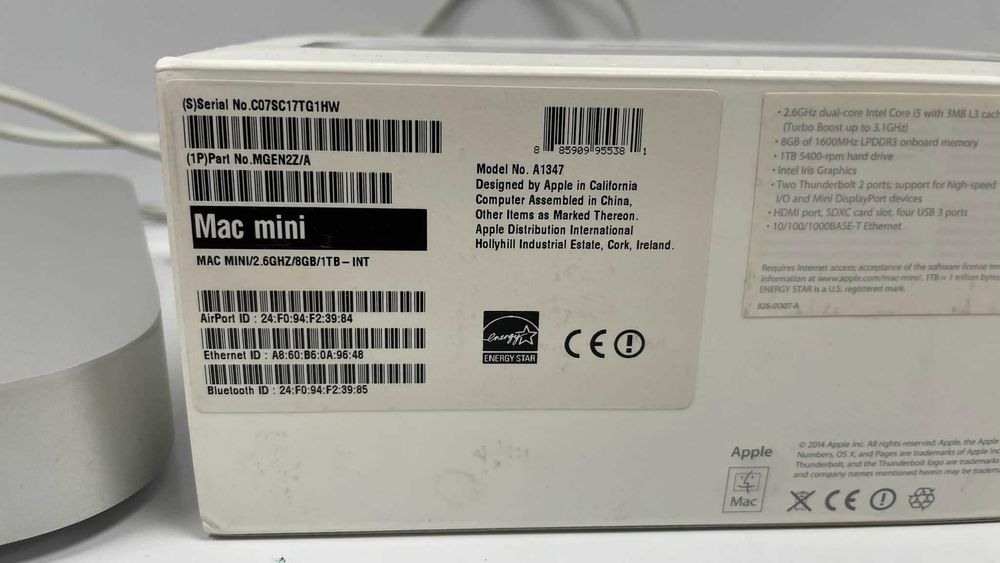 (S)Serial No.C07SC17TG1HW
(1P)Part No.MGEN2Z/A
Mac mini
MAC MINI/2.6GHZ/8GB/1TB-INT
AirPort ID : 24:F0:94:F2:39:84
Ethernet ID : A8:60:B6:0A:96:48
Bluetooth ID : 24:F0:94:F2:39:85
8 85909 95538 1
Model No. A1347
Designed by Apple in California
Computer Assembled in China,
Other Items as Marked Thereon.
Apple Distribution International
Hollyhill Industrial Estate, Cork, Ireland.
energy
ENERGY STAR
CE
• 2.6GHz dual-core Intel Core i5 with 3MB L3
(Turbo Boost up to 3.1GHz)
• 8GB of 1600MHz LPDDR3 onboard memory
• 1TB 5400-rpm hard drive
• Intel Iris Graphics
• Two Thunderbolt 2 ports; support for high-speed
I/O and Mini DisplayPort devices
• HDMI port, SDXC card slot, four USB 3 ports
• 10/100/1000BASE-T Ethernet
Requires Internet access; acceptance of the software license
information at www.apple.com/mac-mini/. 1TB = 1 trillion bytes
ENERGY STAR is a U.S. registered mark.
826-01307-A
Apple
Mac
© 2014 Apple Inc. All rights reserved. Apple, the Apple
Numbers, OS X, and Pages are trademarks of Apple
Thunderbolt, and the Thunderbolt logo are trademarks
and company names mentioned herein may be
CE